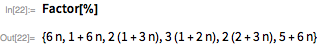 In[22]:= Factor[%]
Out[22]= {6 n, 1 + 6 n, 2 (1 + 3 n), 3 (1 + 2 n), 2 (2 + 3 n), 5 + 6 n}